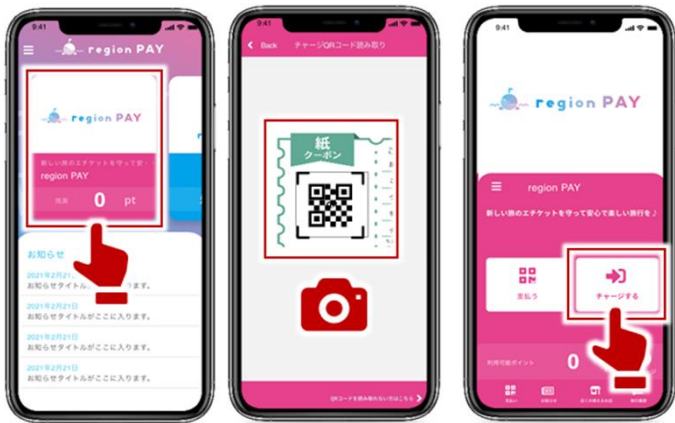 9:41
region PAY
region PAY
新しい旅のエチケットを守って安・
region PAY
残高 0 pt
お知らせ
2021年2月21
お知らせタイトル
ります。
2021年2月21日
お知らせタイトルがここに入ります。
2021年2月21日
お知らせタイトルがここに入ります。
2021年2月21日
お知らせタイトルがここに入ります。
9:41
Back チャージQRコード読み取り
紙
クーポン
QRコードを読み取れない方はこちら
9:41
region PAY
region PAY
新しい旅のエチケットを守って安心で楽しい旅行を♪
支払う
チャージする
利用可能ポイント 0
支払い
お知らせ